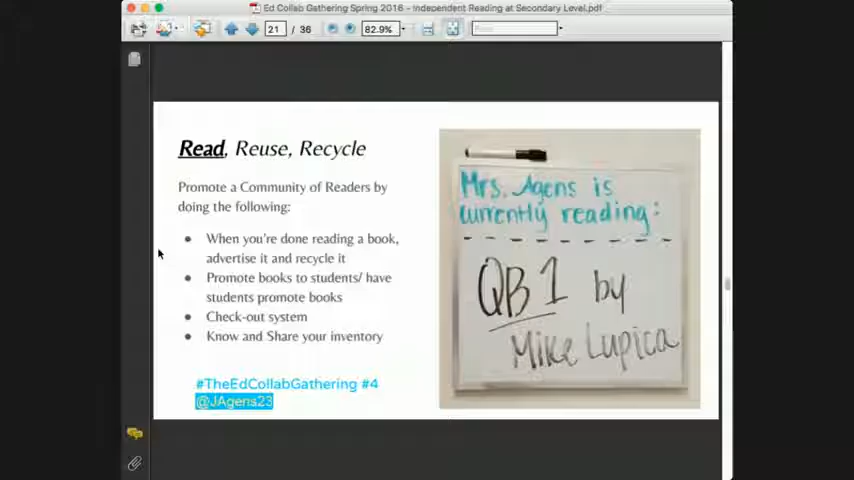 Ed Collab Gathering Spring 2016 - Independent Reading at Secondary Level.pdf
21 / 36
82.9%
Read, Reuse, Recycle
Promote a Community of Readers by
doing the following:
● When you're done reading a book,
advertise it and recycle it
● Promote books to students/ have
students promote books
● Check-out system
● Know and Share your inventory
#TheEdCollabGathering #4
@JAgens23
Mrs. Agens is
currently reading:
QB 1 by
Mike Lupica